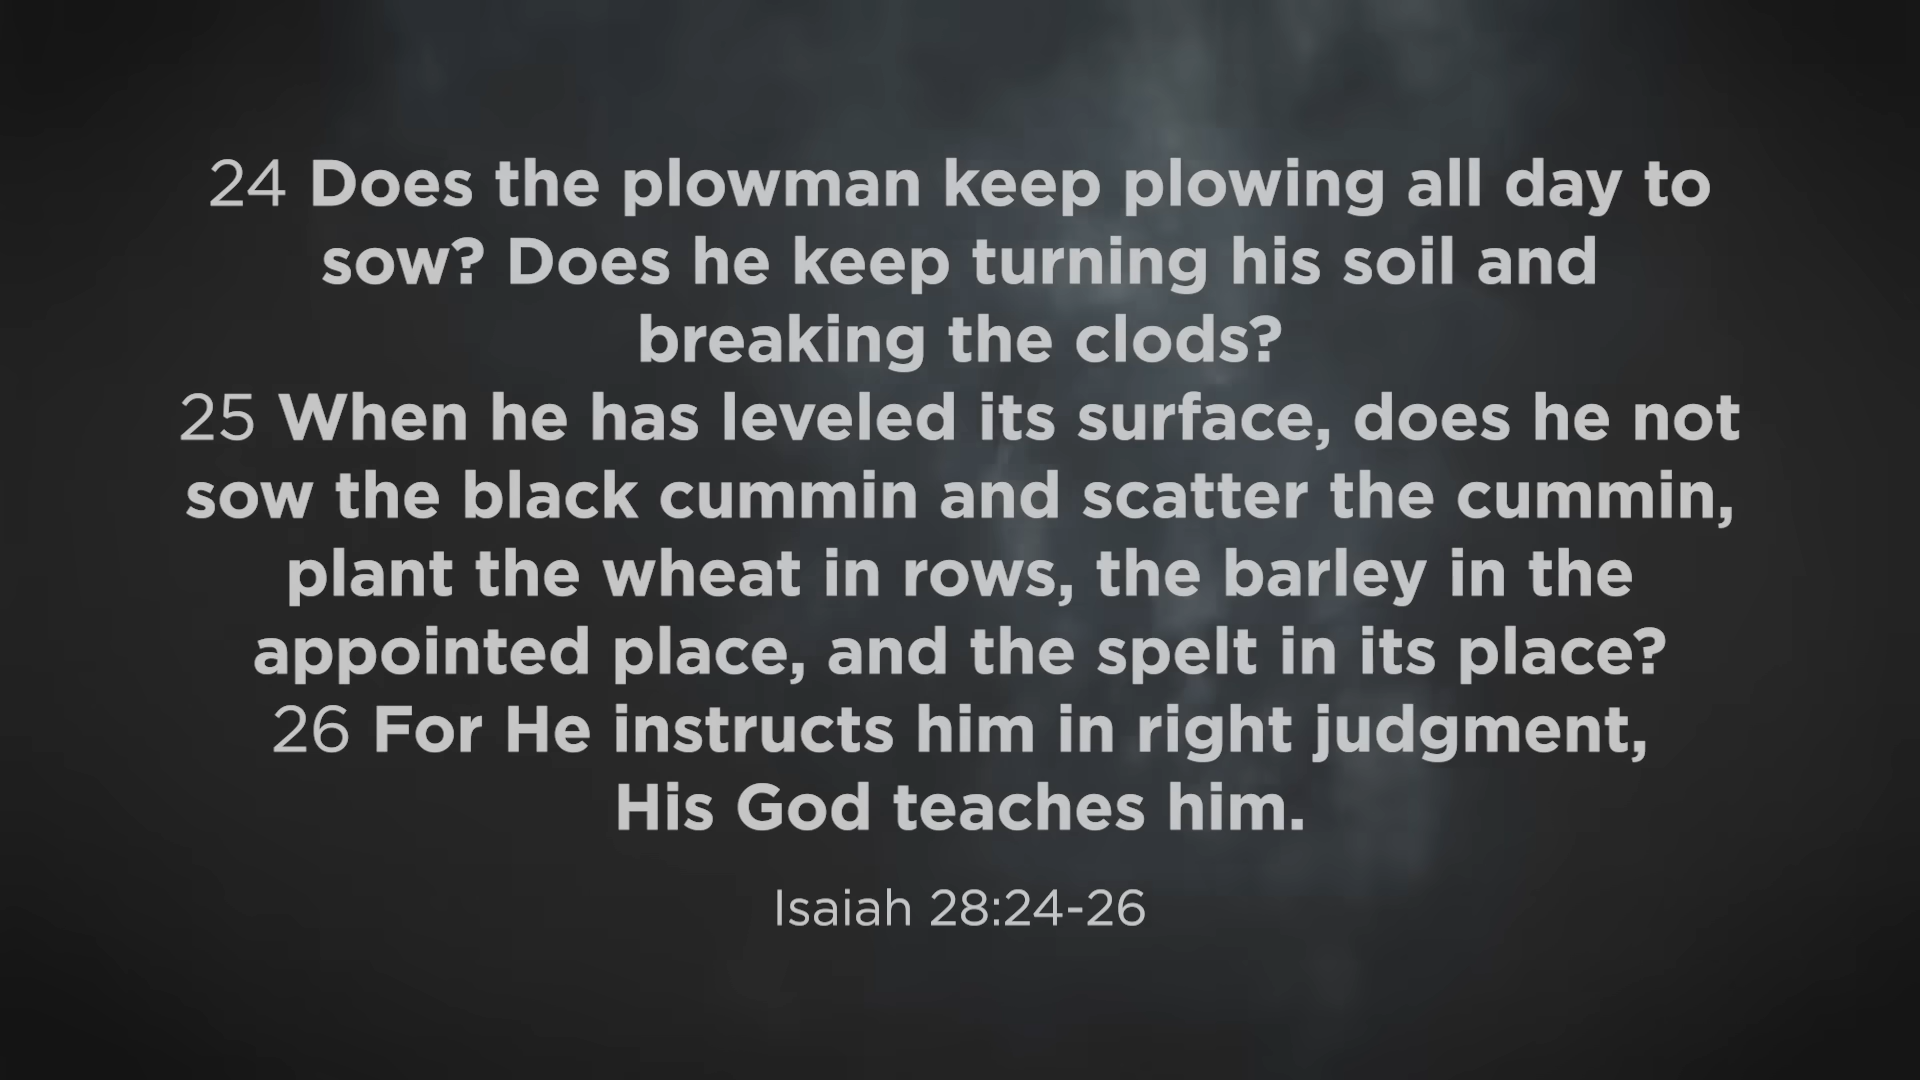 24 Does the plowman keep plowing all day to
sow? Does he keep turning his soil and
breaking the clods?
25 When he has leveled its surface, does he not
sow the black cummin and scatter the cummin,
plant the wheat in rows, the barley in the
appointed place, and the spelt in its place?
26 For He instructs him in right judgment,
His God teaches him.
Isaiah 28:24-26